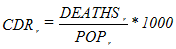 CDR, = DEATHS, / POP, * 1000